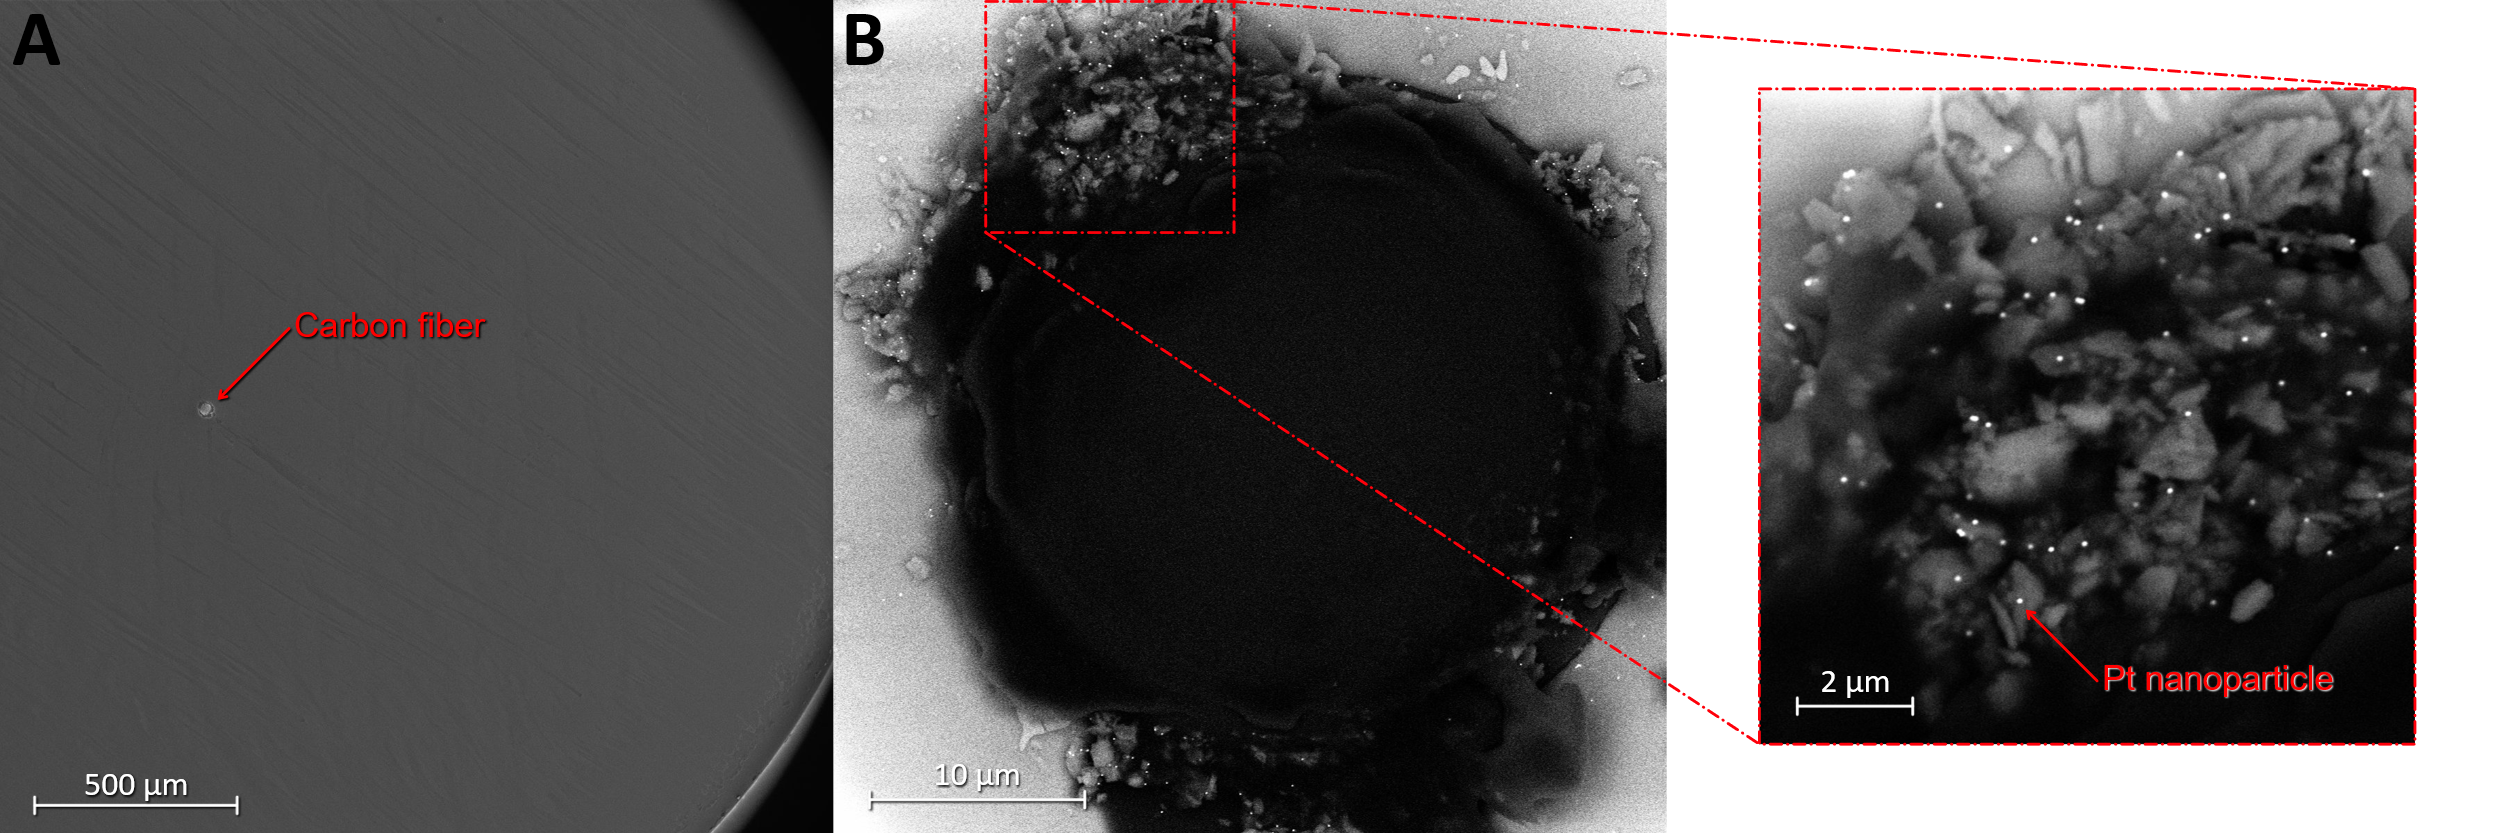 A
Carbon fiber
500 µm
B
10 µm
2 µm
Pt nanoparticle